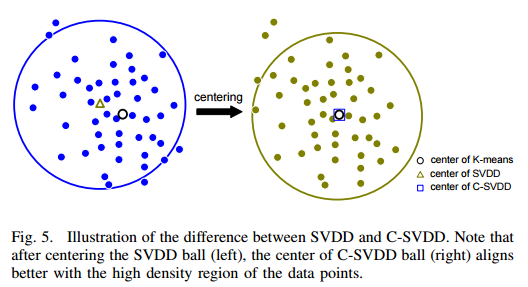 centering
center of K-means
center of SVDD
center of C-SVDD
Fig. 5. Illustration of the difference between SVDD and C-SVDD. Note that
after centering the SVDD ball (left), the center of C-SVDD ball (right) aligns
better with the high density region of the data points.